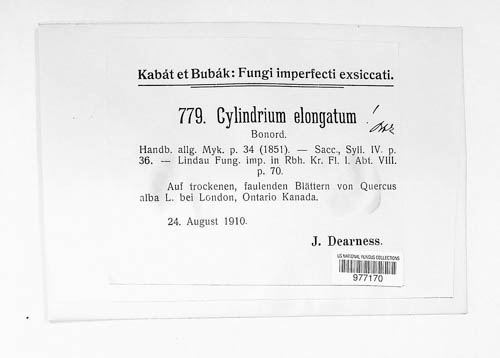 Kabát et Bubák: Fungi imperfecti exsiccati.
779. Cylindrium elongatum !
Bonord.
Handb. allg. Myk. p. 34 (1851). — Sacc., Syll. IV. p.
36. — Lindau Fung. imp. in Rbh. Kr. Fl. I. Abt. VIII.
p. 70.
Auf trockenen, faulenden Blättern von Quercus
alba L. bei London, Ontario Kanada.
24. August 1910.
J. Dearness.
US NATIONAL FUNGUS COLLECTIONS
977170